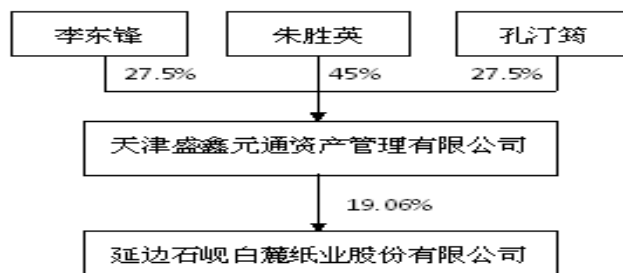 李东锋 朱胜英 孔汀筠
27.5% 45% 27.5%
天津盛鑫元通资产管理有限公司
19.06%
延边石岘白麓纸业股份有限公司